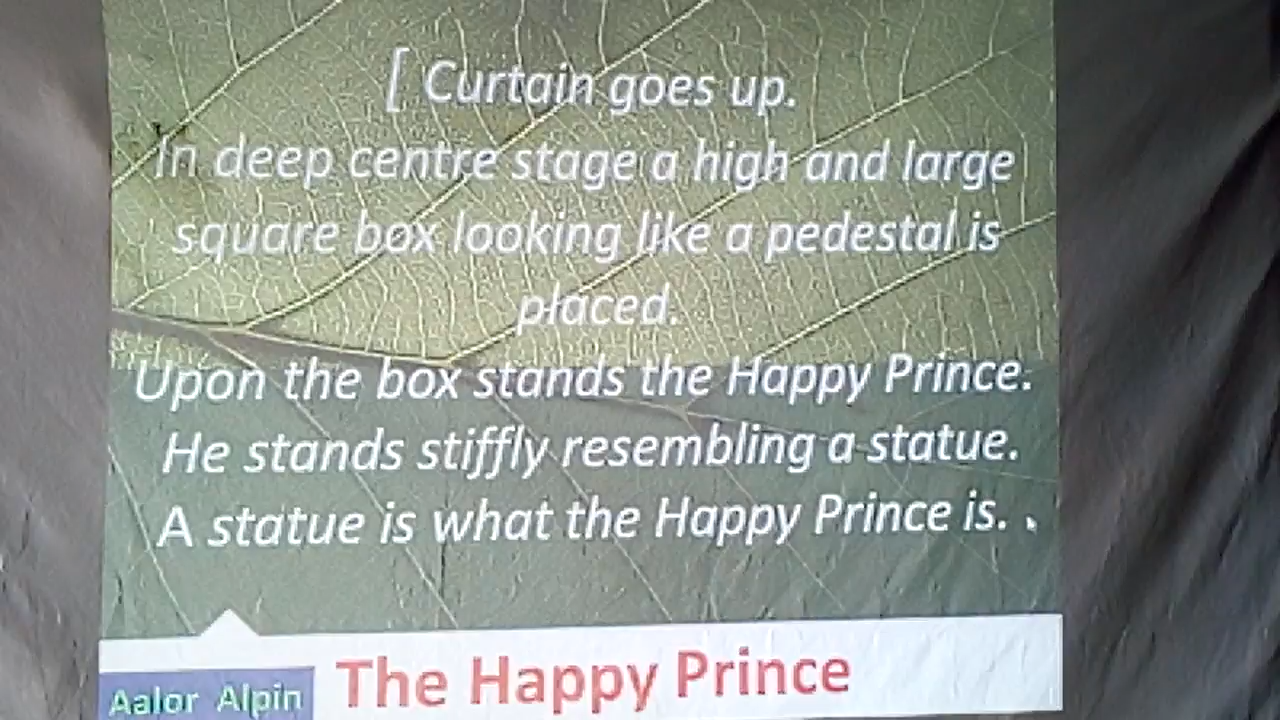 [ Curtain goes up.
In deep centre stage a high and large
square box looking like a pedestal is
placed.
Upon the box stands the Happy Prince.
He stands stiffly resembling a statue.
A statue is what the Happy Prince is. .
The Happy Prince
Aalor Alpin